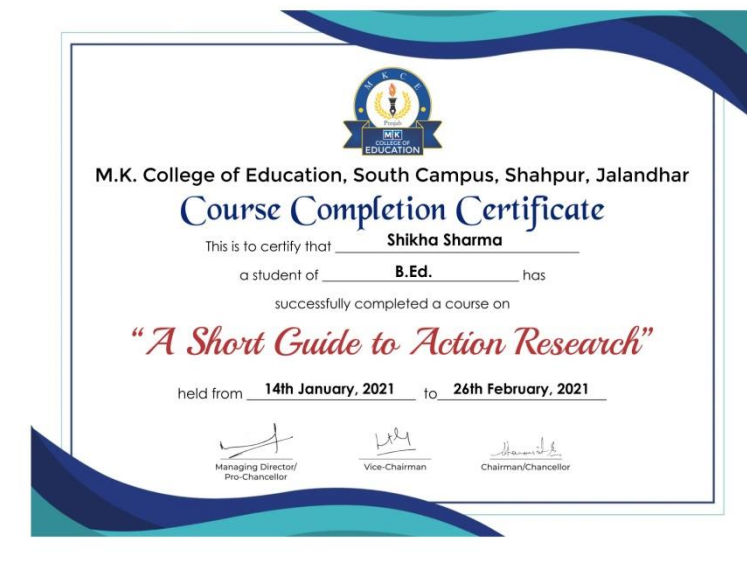 M K C E
Punjab
MK
COLLEGE OF
EDUCATION
M.K. College of Education, South Campus, Shahpur, Jalandhar
Course Completion Certificate
This is to certify that Shikha Sharma
a student of B.Ed. has
successfully completed a course on
“A Short Guide to Action Research”
held from 14th January, 2021 to 26th February, 2021
Managing Director/ Vice-Chairman Chairman/Chancellor
Pro-Chancellor